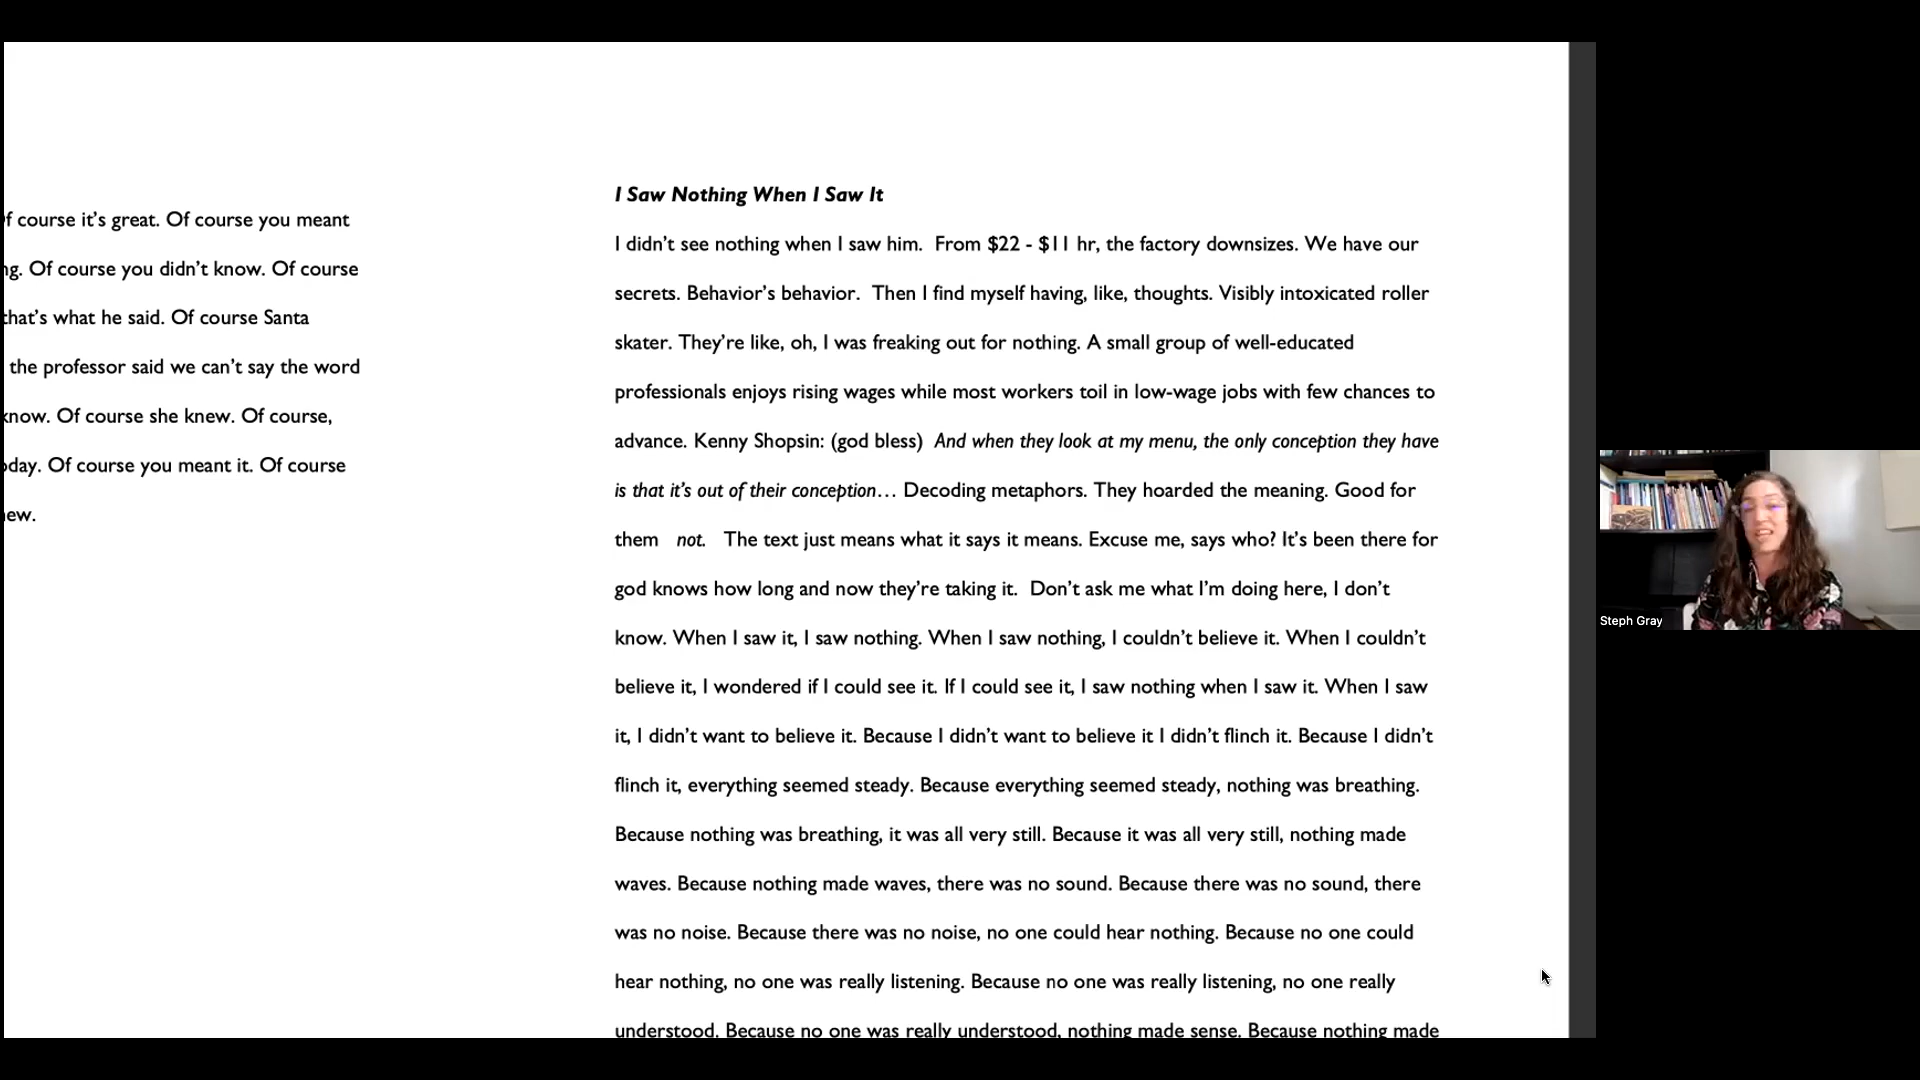 f course it’s great. Of course you meant
ng. Of course you didn’t know. Of course
that’s what he said. Of course Santa
the professor said we can’t say the word
know. Of course she knew. Of course,
oday. Of course you meant it. Of course
new.
I Saw Nothing When I Saw It
I didn’t see nothing when I saw him.  From $22 - $11 hr, the factory downsizes. We have our
secrets. Behavior’s behavior.  Then I find myself having, like, thoughts. Visibly intoxicated roller
skater. They’re like, oh, I was freaking out for nothing. A small group of well-educated
professionals enjoys rising wages while most workers toil in low-wage jobs with few chances to
advance. Kenny Shopsin: (god bless)  And when they look at my menu, the only conception they have
is that it’s out of their conception… Decoding metaphors. They hoarded the meaning. Good for
them   not.   The text just means what it says it means. Excuse me, says who? It’s been there for
god knows how long and now they’re taking it.  Don’t ask me what I’m doing here, I don’t
know. When I saw it, I saw nothing. When I saw nothing, I couldn’t believe it. When I couldn’t
believe it, I wondered if I could see it. If I could see it, I saw nothing when I saw it. When I saw
it, I didn’t want to believe it. Because I didn’t want to believe it I didn’t flinch it. Because I didn’t
flinch it, everything seemed steady. Because everything seemed steady, nothing was breathing.
Because nothing was breathing, it was all very still. Because it was all very still, nothing made
waves. Because nothing made waves, there was no sound. Because there was no sound, there
was no noise. Because there was no noise, no one could hear nothing. Because no one could
hear nothing, no one was really listening. Because no one was really listening, no one really
understood. Because no one was really understood, nothing made sense. Because nothing made
Steph Gray